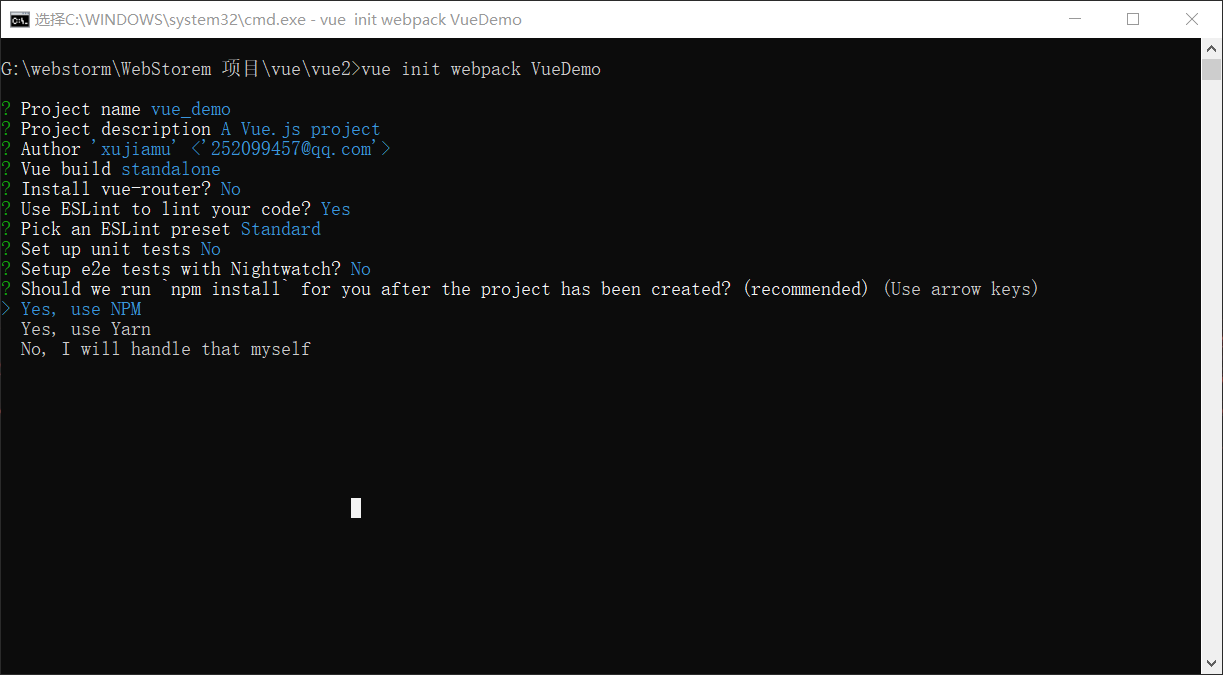 选择C:\WINDOWS\system32\cmd.exe - vue  init webpack VueDemo
G:\webstorm\WebStorem 项目\vue\vue2>vue init webpack VueDemo
? Project name vue_demo
? Project description A Vue.js project
? Author 'xujiamu' <'252099457@qq.com'>
? Vue build standalone
? Install vue-router? No
? Use ESLint to lint your code? Yes
? Pick an ESLint preset Standard
? Set up unit tests No
? Setup e2e tests with Nightwatch? No
? Should we run `npm install` for you after the project has been created? (recommended) (Use arrow keys)
> Yes, use NPM
  Yes, use Yarn
  No, I will handle that myself